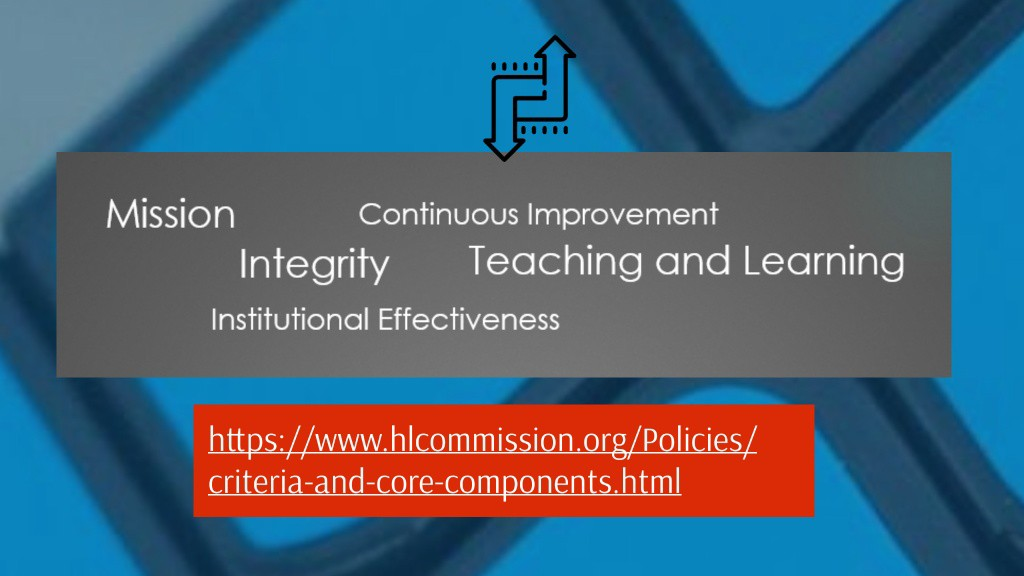 Mission
Continuous Improvement
Integrity
Teaching and Learning
Institutional Effectiveness
https://www.hlcommission.org/Policies/
criteria-and-core-components.html